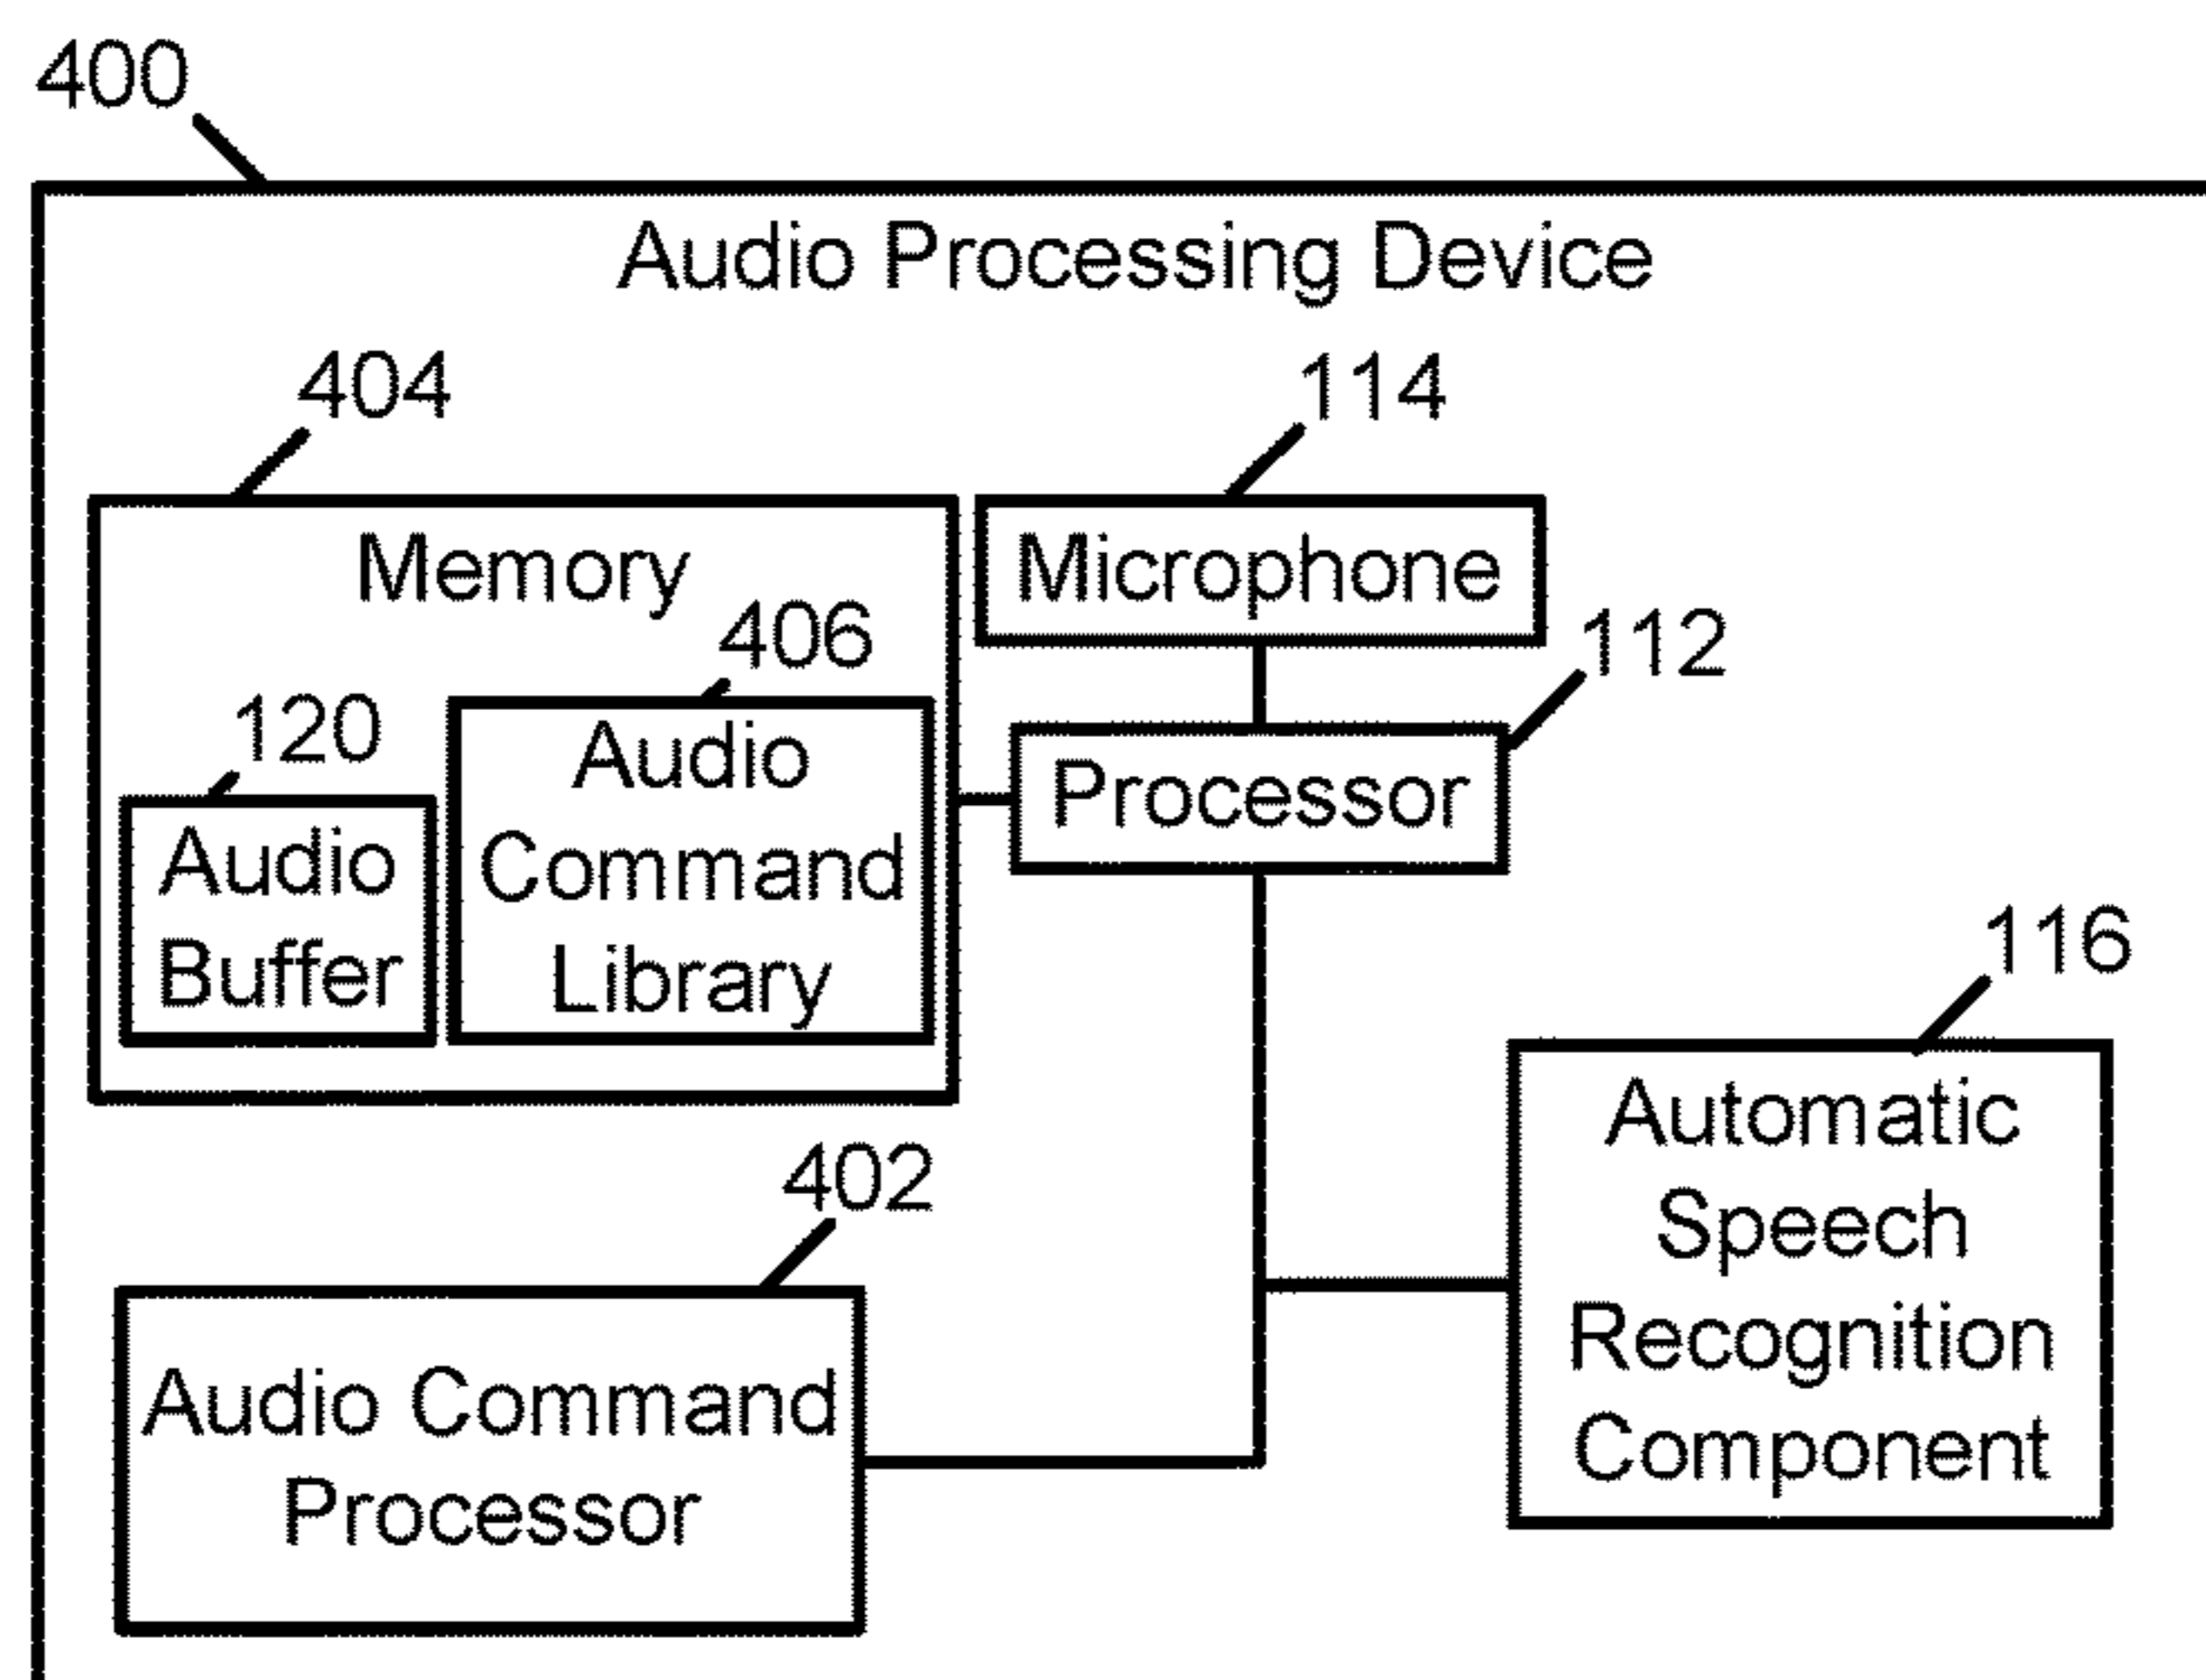 400
Audio Processing Device
404
114
Memory
Microphone
406
112
120
Audio
Command
Library
Processor
Audio
Buffer
116
402
Automatic
Speech
Recognition
Component
Audio Command
Processor